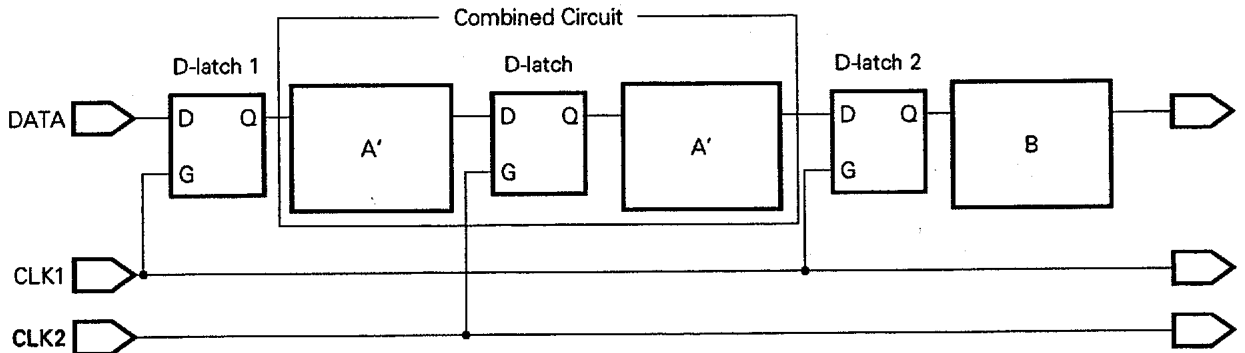 Combined Circuit
D-latch 1
D-latch
D-latch 2
DATA
D Q
G
A'
D Q
G
A'
D Q
G
B
CLK1
CLK2